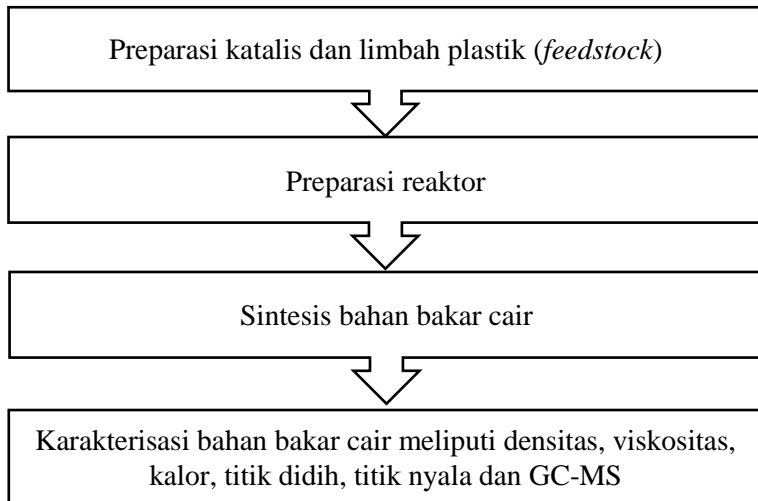 Preparasi katalis dan limbah plastik (feedstock)
Preparasi reaktor
Sintesis bahan bakar cair
Karakterisasi bahan bakar cair meliputi densitas, viskositas,
kalor, titik didih, titik nyala dan GC-MS